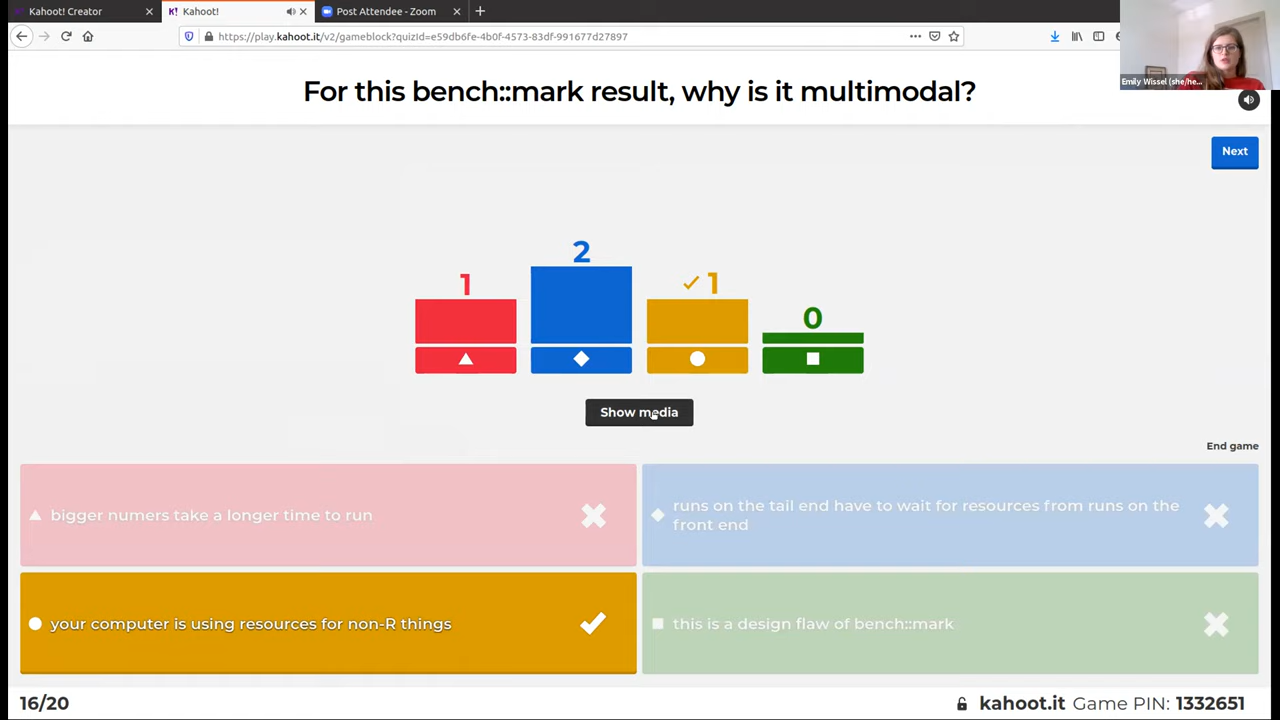 Kahoot! Creator
K! Kahoot!
Post Attendee - Zoom
https://play.kahoot.it/v2/gameblock?quizId=e59db6fe-4b0f-4573-83df-991677d27897
Emily Wissel (she/he...
For this bench::mark result, why is it multimodal?
Next
1
2
1
0
Show media
End game
bigger numers take a longer time to run
runs on the tail end have to wait for resources from runs on the
front end
your computer is using resources for non-R things
this is a design flaw of bench::mark
16/20
kahoot.it Game PIN: 1332651